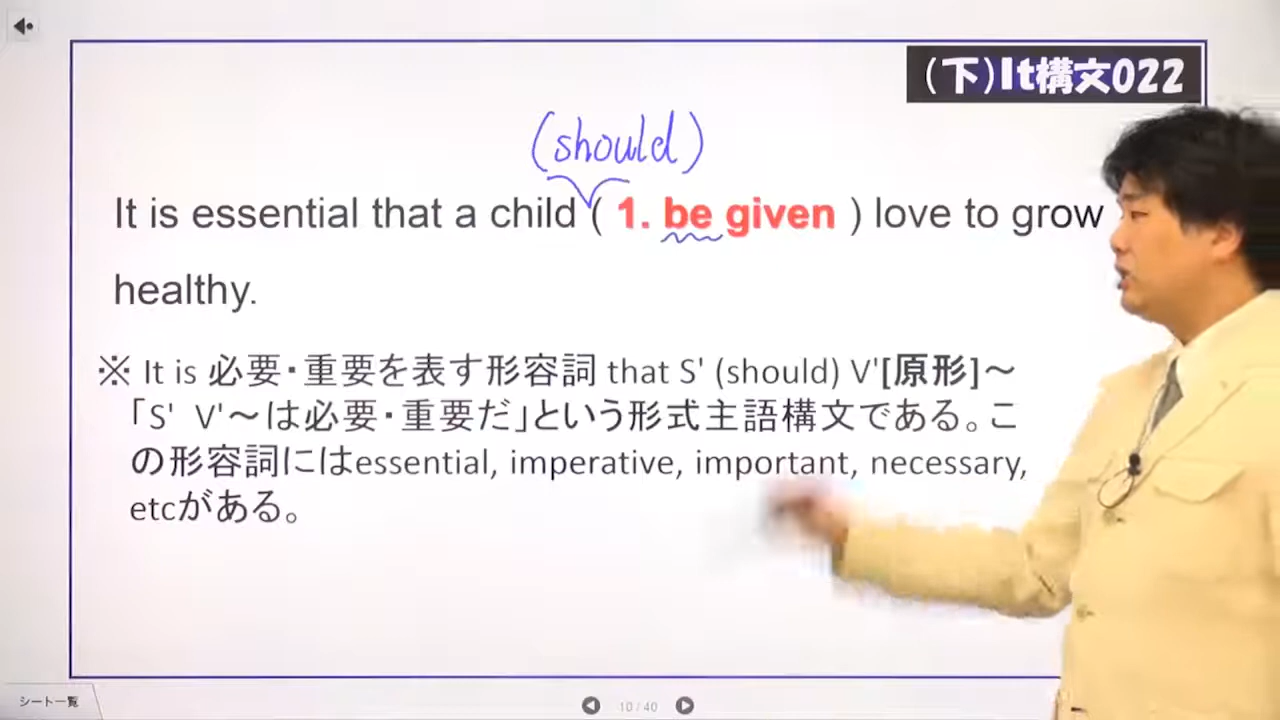 (下)It構文022
(should)
It is essential that a child ( 1. be given ) love to grow
healthy.
※ It is 必要・重要を表す形容詞 that S' (should) V'[原形]～
「S' V'～は必要・重要だ」という形式主語構文である。こ
の形容詞にはessential, imperative, important, necessary,
etcがある。
シート一覧
10 / 40